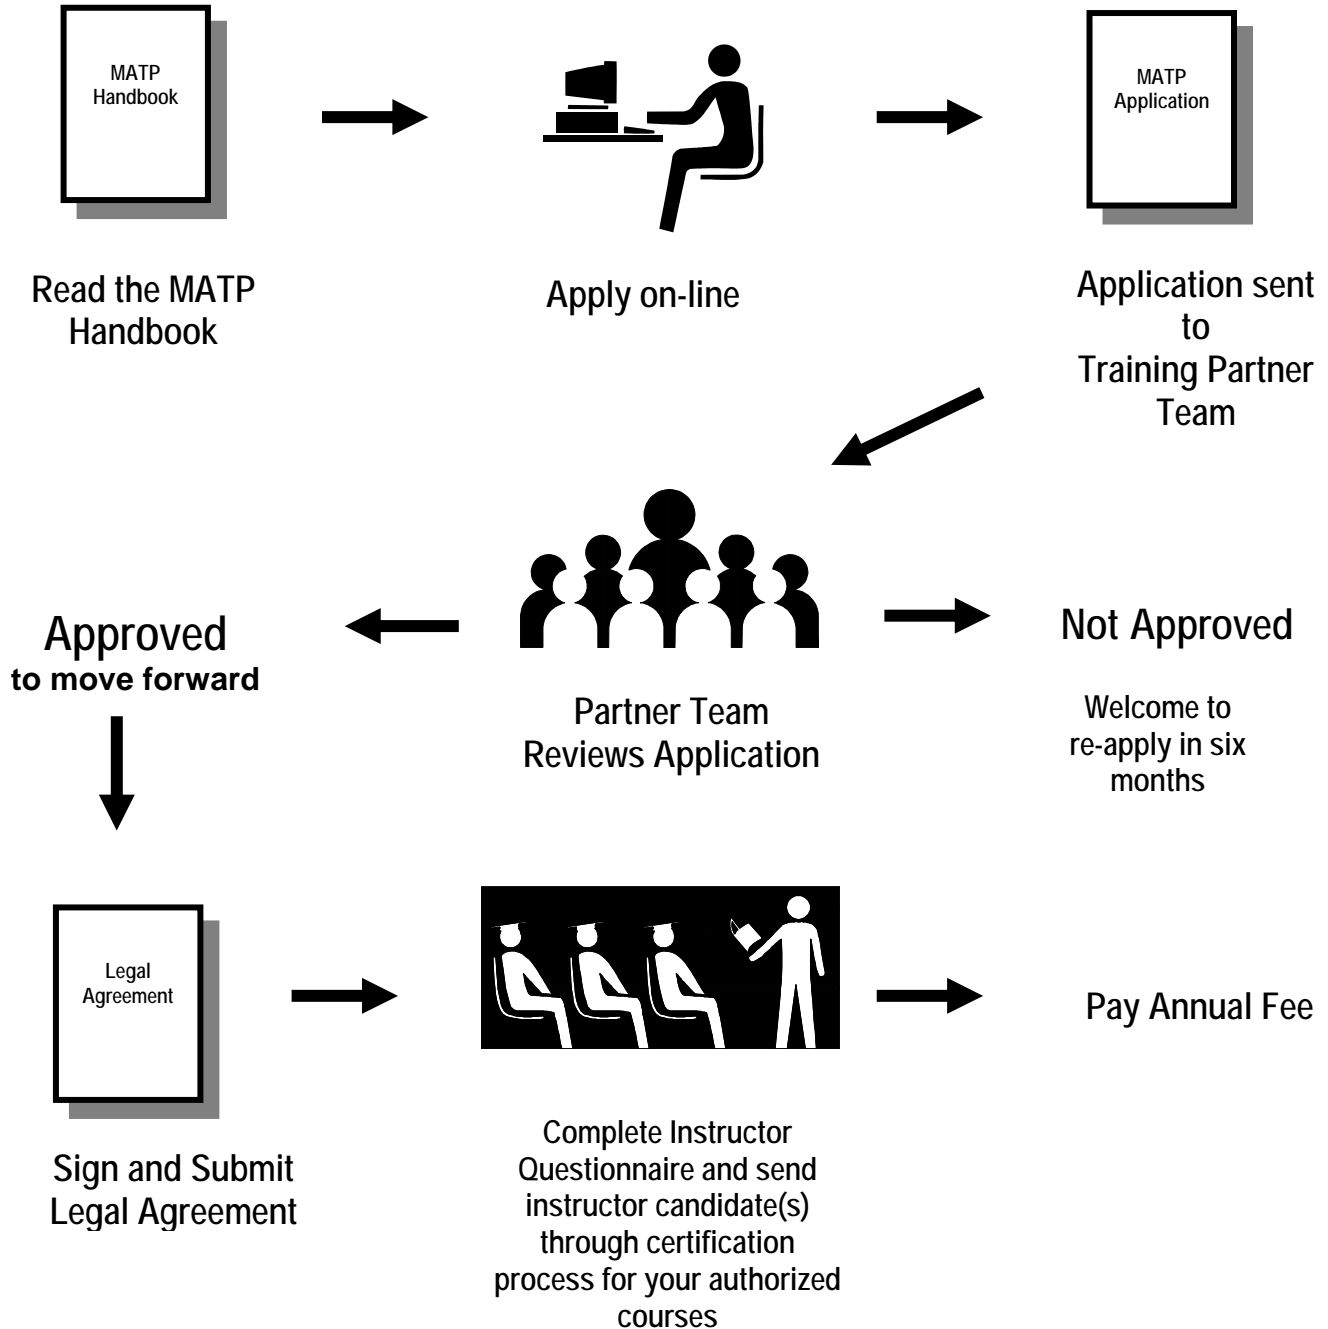 MATP
Handbook
MATP
Application
Read the MATP
Handbook
Apply on-line
Application sent
to
Training Partner
Team
Approved
to move forward
Partner Team
Reviews Application
Not Approved
Welcome to
re-apply in six
months
Legal
Agreement
Sign and Submit
Legal Agreement
Complete Instructor
Questionnaire and send
instructor candidate(s)
through certification
process for your authorized
courses
Pay Annual Fee